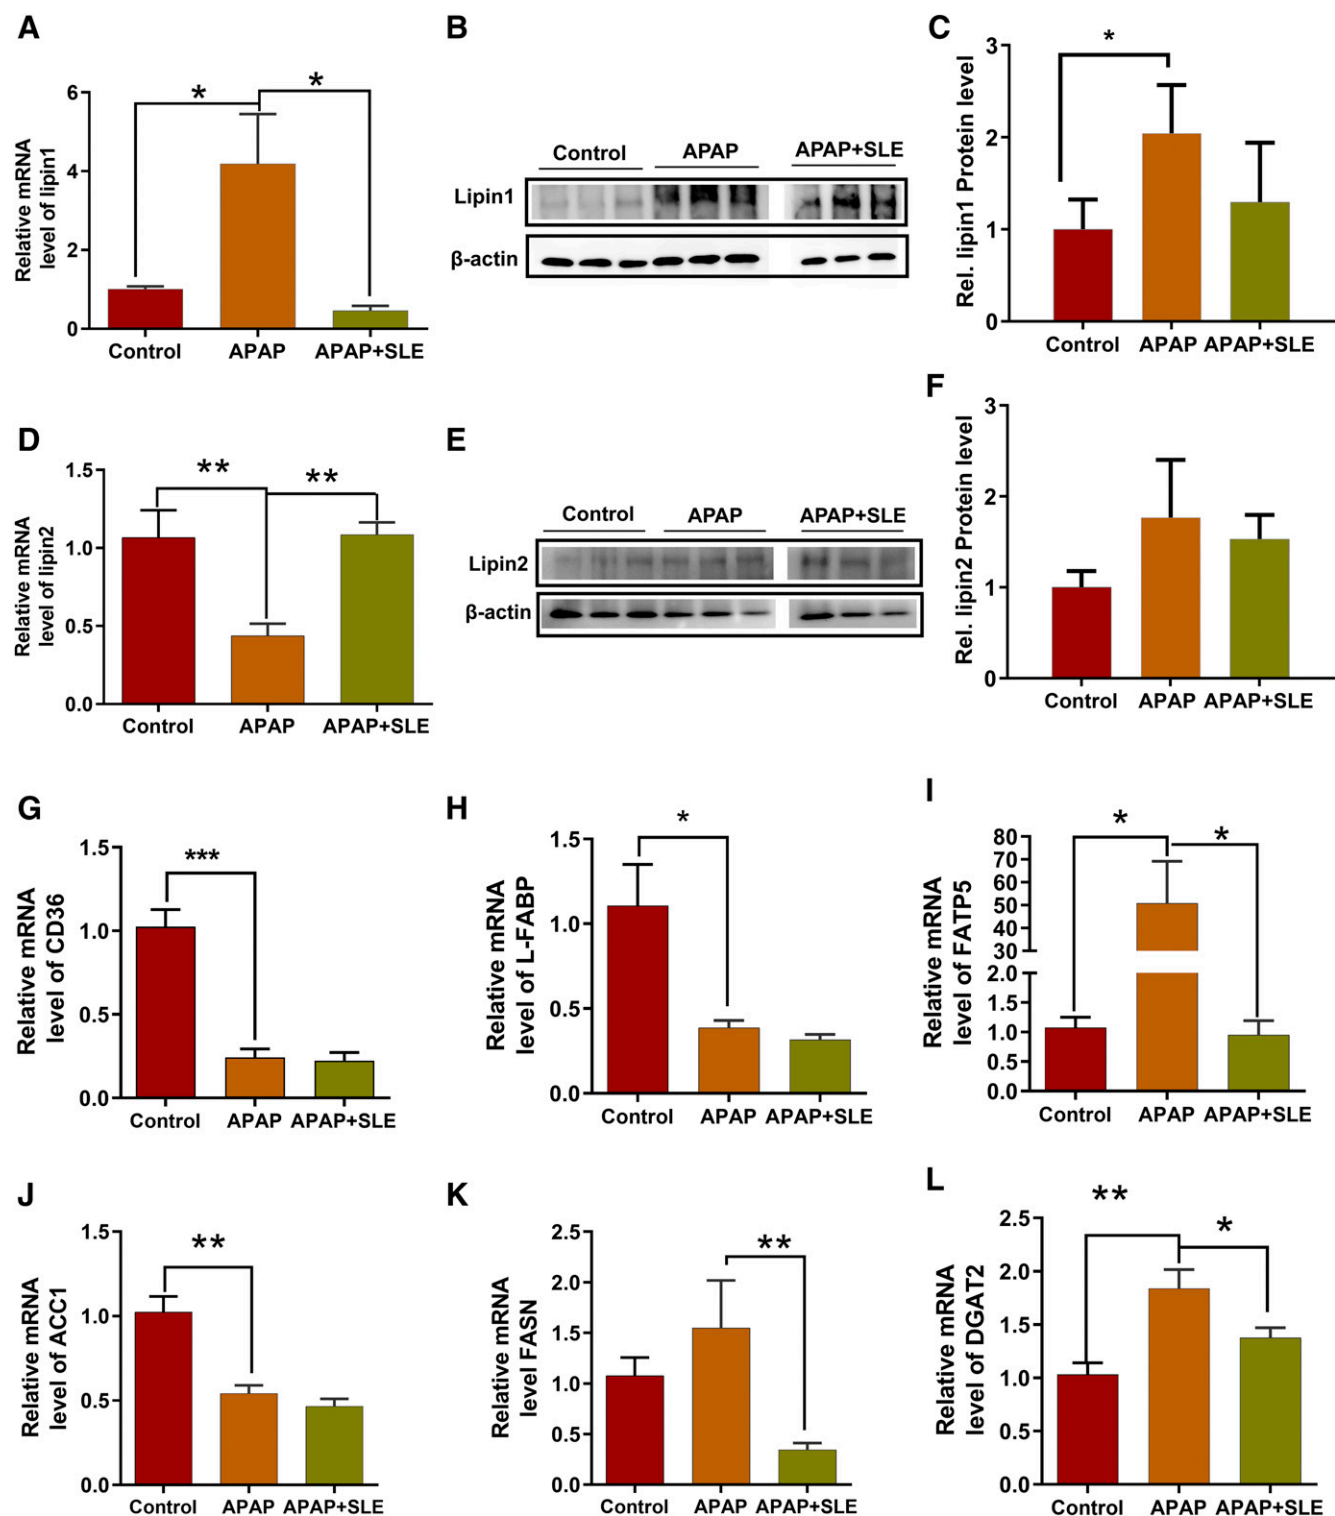 A
Relative mRNA
level of lipin1
6
4
2
0
*
*
Control
APAP
APAP+SLE
B
Control
APAP
APAP+SLE
Lipin1
β-actin
C
Rel. lipin1 Protein level
3
2
1
0
*
Control
APAP
APAP+SLE
D
Relative mRNA
level of lipin2
1.5
1.0
0.5
0.0
**
**
Control
APAP
APAP+SLE
E
Control
APAP
APAP+SLE
Lipin2
β-actin
F
Rel. lipin2 Protein level
3
2
1
0
Control
APAP
APAP+SLE
G
Relative mRNA
level of CD36
1.5
1.0
0.5
0.0
***
Control
APAP
APAP+SLE
H
Relative mRNA
level of L-FABP
1.5
1.0
0.5
0.0
*
Control
APAP
APAP+SLE
I
Relative mRNA
level of FATP5
80
70
60
50
40
30
2.0
1.5
1.0
0.5
0.0
*
*
Control
APAP
APAP+SLE
J
Relative mRNA
level of ACC1
1.5
1.0
0.5
0.0
**
Control
APAP
APAP+SLE
K
Relative mRNA
level FASN
2.5
2.0
1.5
1.0
0.5
0.0
**
Control
APAP
APAP+SLE
L
Relative mRNA
level of DGAT2
2.5
2.0
1.5
1.0
0.5
0.0
**
*
Control
APAP
APAP+SLE